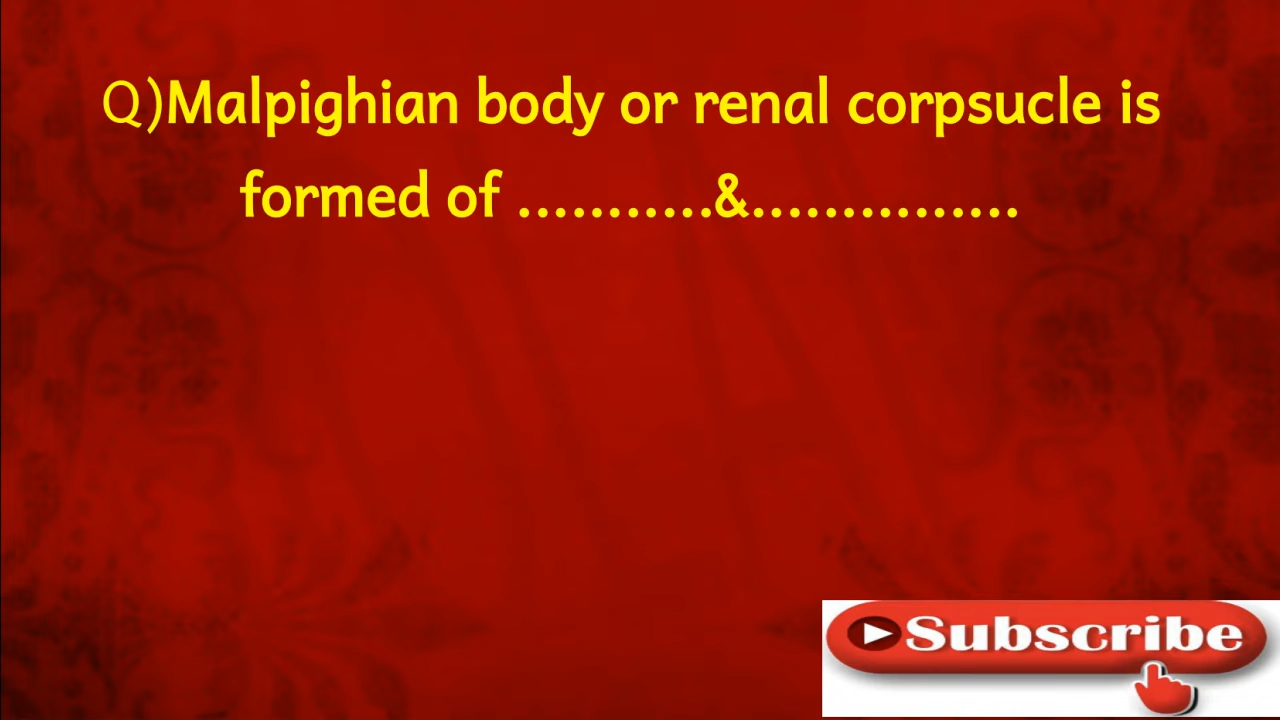 Q)Malpighian body or renal corpsucle is
formed of ...........&...............
Subscribe